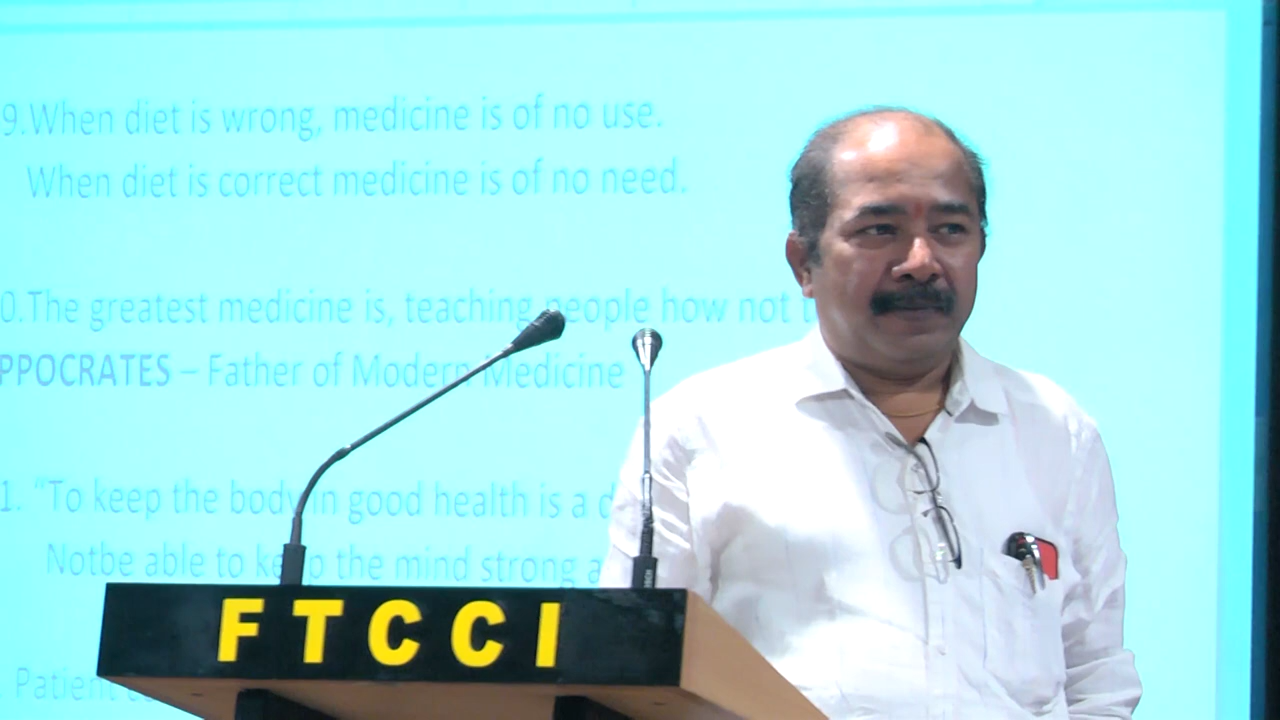 9.When diet is wrong, medicine is of no use.
When diet is correct medicine is of no need.
0.The greatest medicine is, teaching people how not
PPOCRATES – Father of Modern Medicine
1. "To keep the body in good health is a
Notbe able to keep the mind strong
Patient
FTCCI